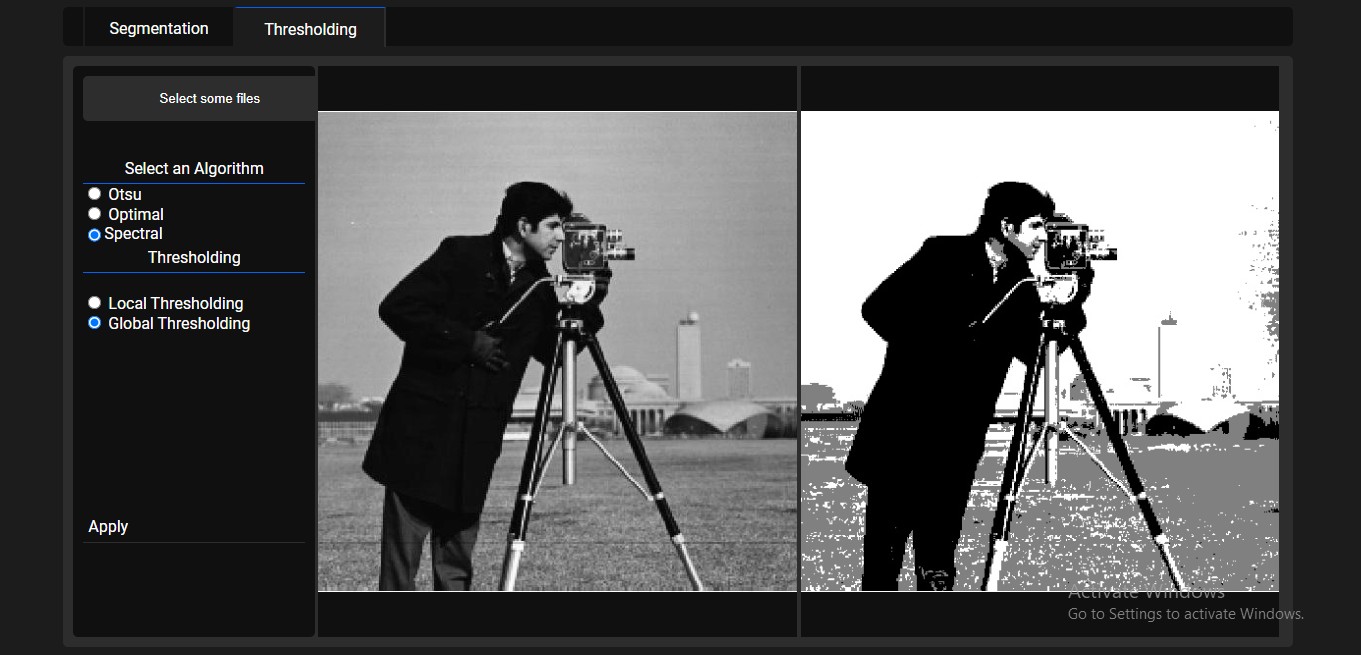 Segmentation
Thresholding
Select some files
Select an Algorithm
Otsu
Optimal
Spectral
Thresholding
Local Thresholding
Global Thresholding
Apply
Activate Windows
Go to Settings to activate Windows.